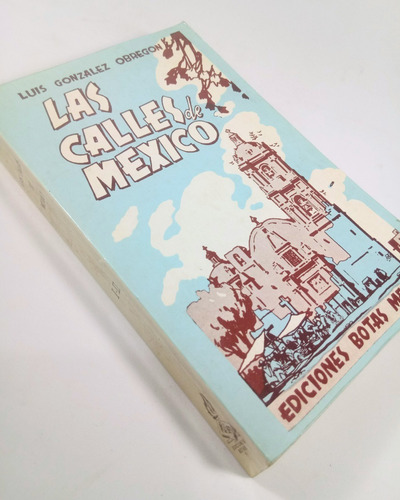 LUIS GONZALEZ OBREGON
LAS
CALLES de
MEXICO
EDICIONES BOTAS